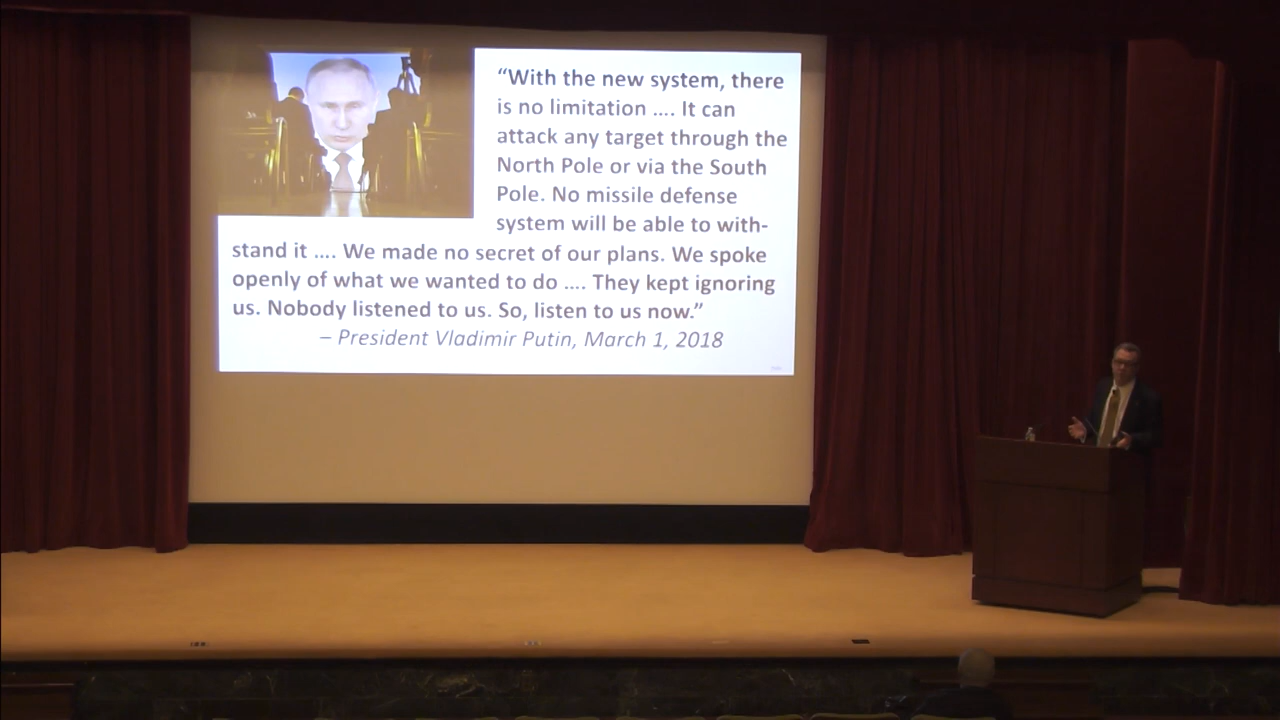 “With the new system, there
is no limitation .... It can
attack any target through the
North Pole or via the South
Pole. No missile defense
system will be able to with-
stand it .... We made no secret of our plans. We spoke
openly of what we wanted to do .... They kept ignoring
us. Nobody listened to us. So, listen to us now.”
– President Vladimir Putin, March 1, 2018